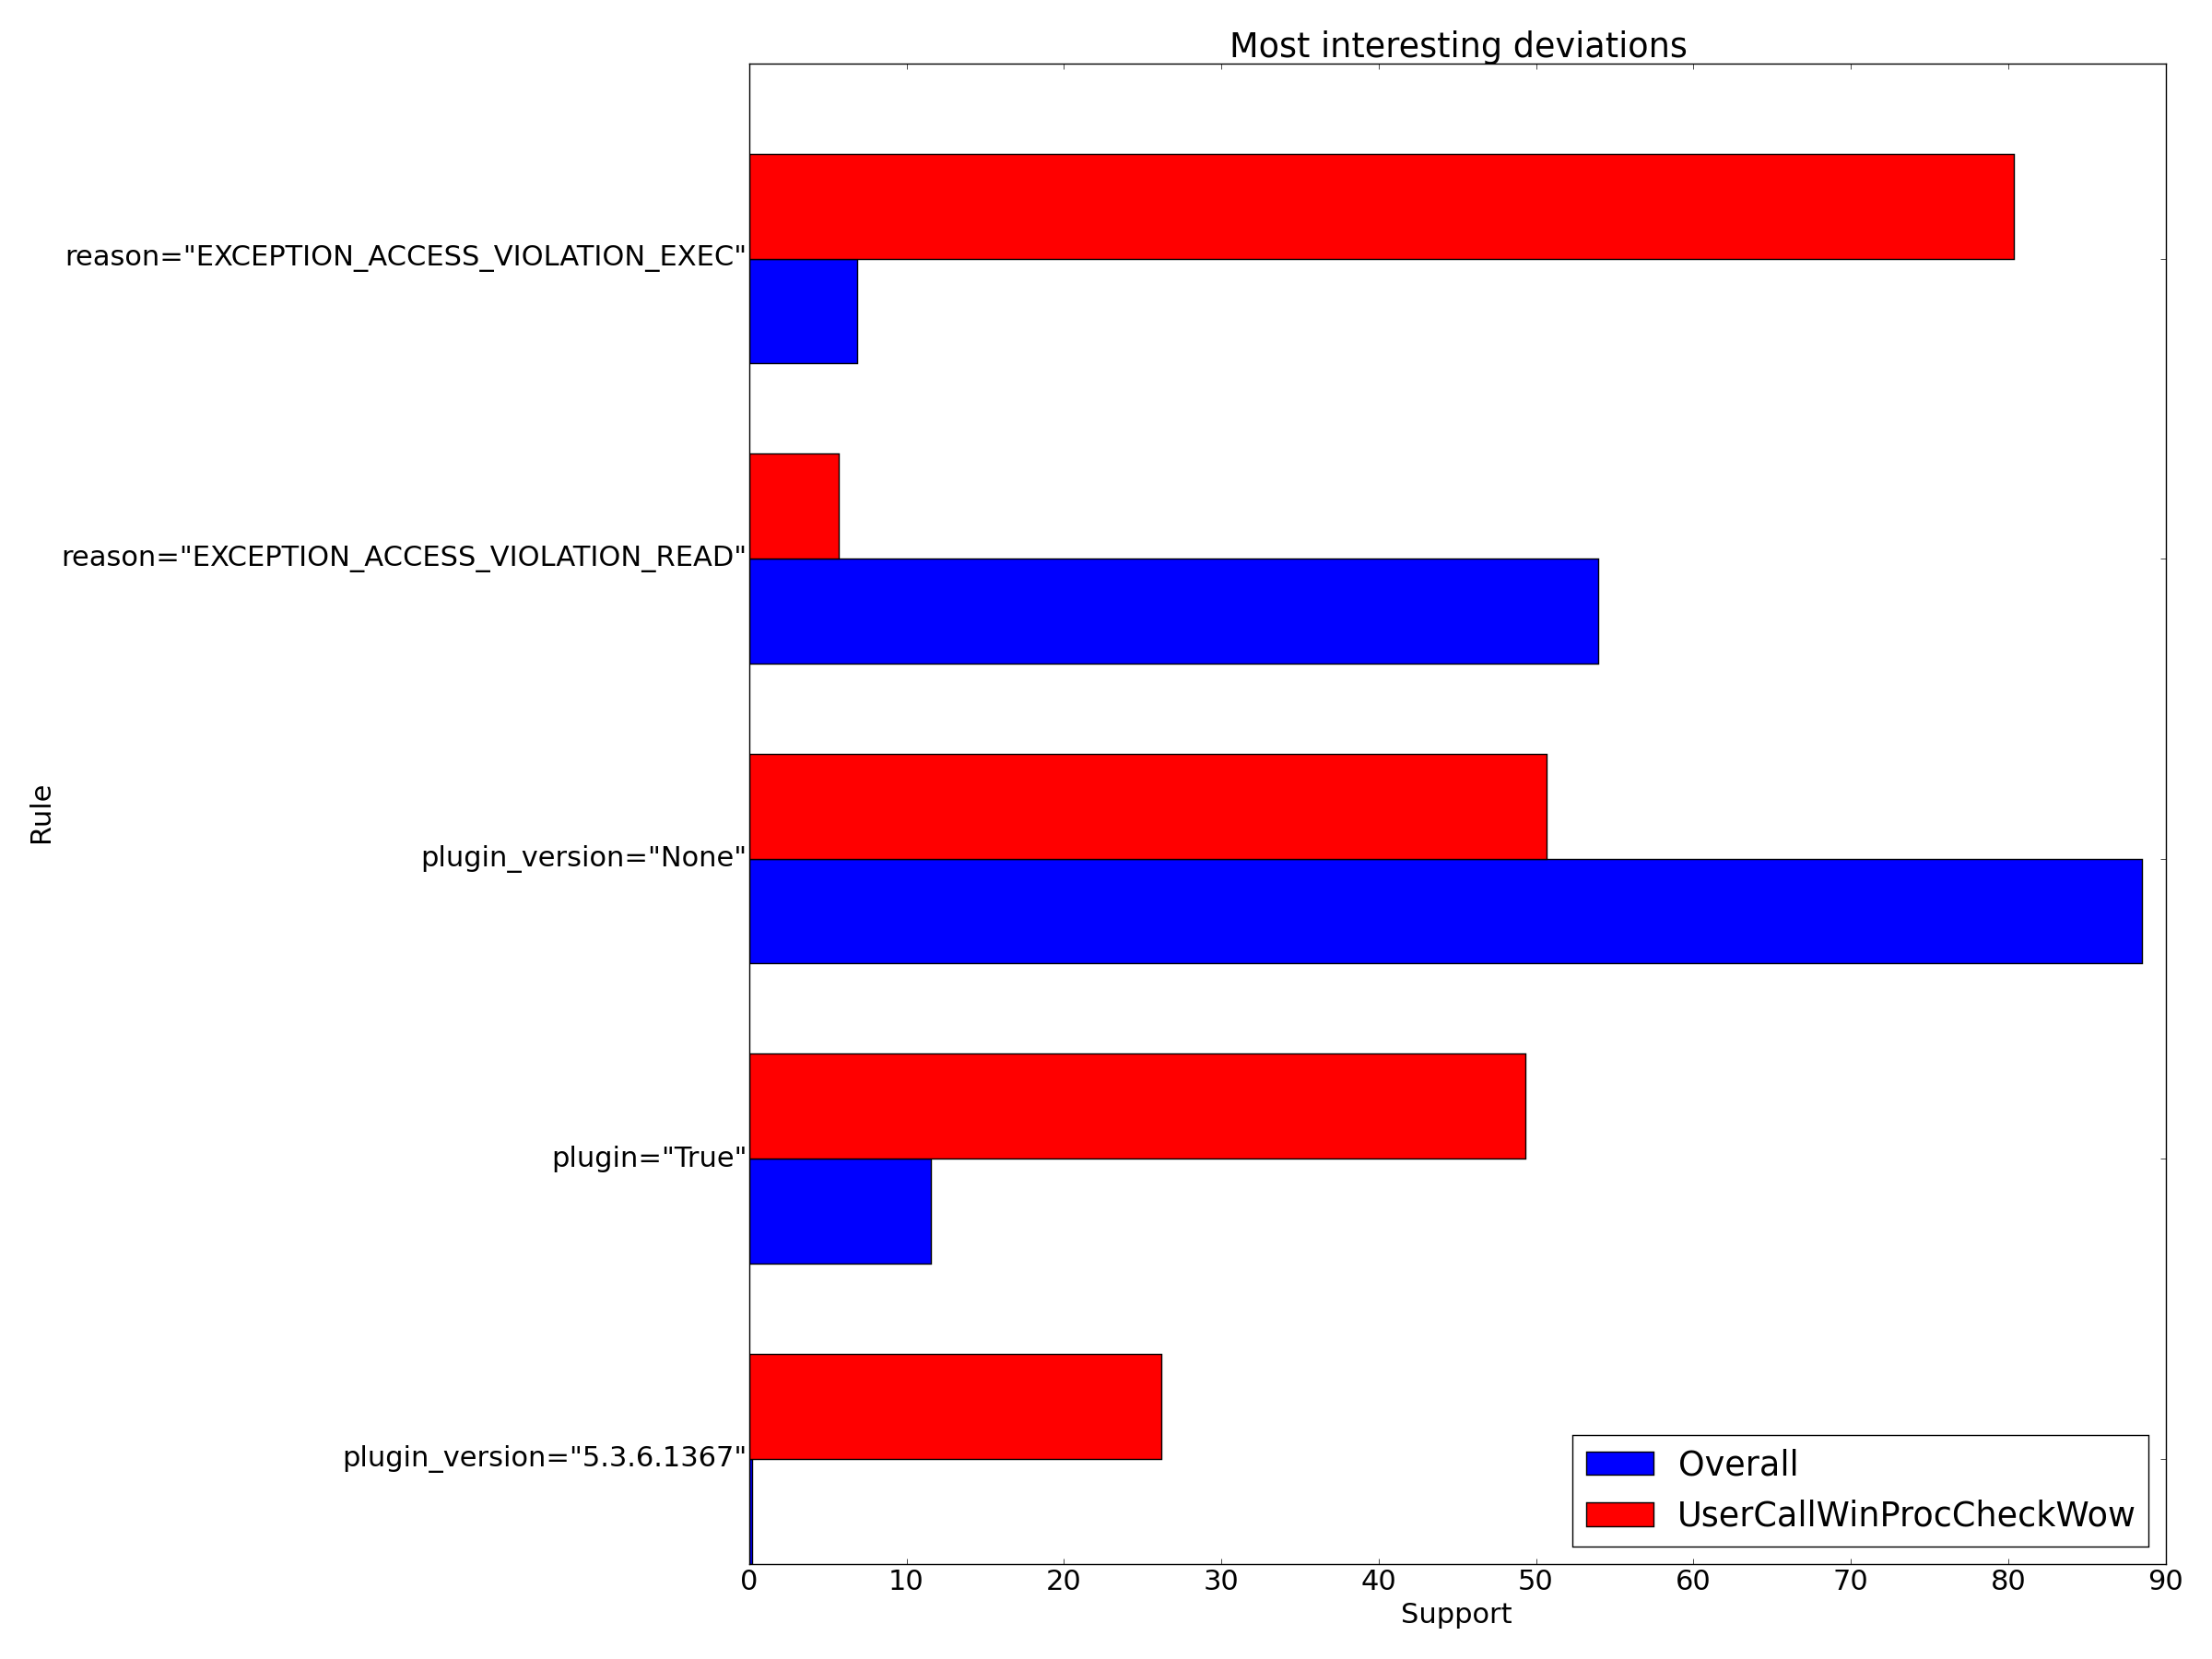 Most interesting deviations
reason="EXCEPTION_ACCESS_VIOLATION_EXEC"
reason="EXCEPTION_ACCESS_VIOLATION_READ"
Rule
plugin_version="None"
plugin="True"
plugin_version="5.3.6.1367"
Overall
UserCallWinProcCheckWow
0 10 20 30 40 50 60 70 80 90
Support